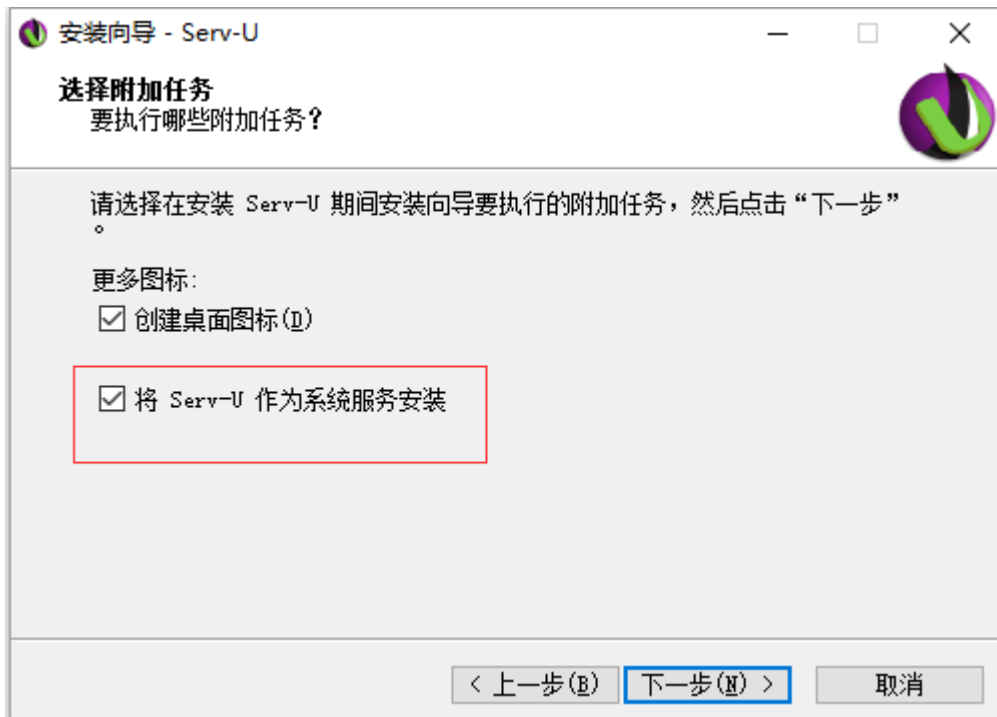 安装向导 - Serv-U
选择附加任务
要执行哪些附加任务?
请选择在安装 Serv-U 期间安装向导要执行的附加任务，然后点击“下一步”
。
更多图标:
创建桌面图标(D)
将 Serv-U 作为系统服务安装
< 上一步(B)
下一步(N) >
取消